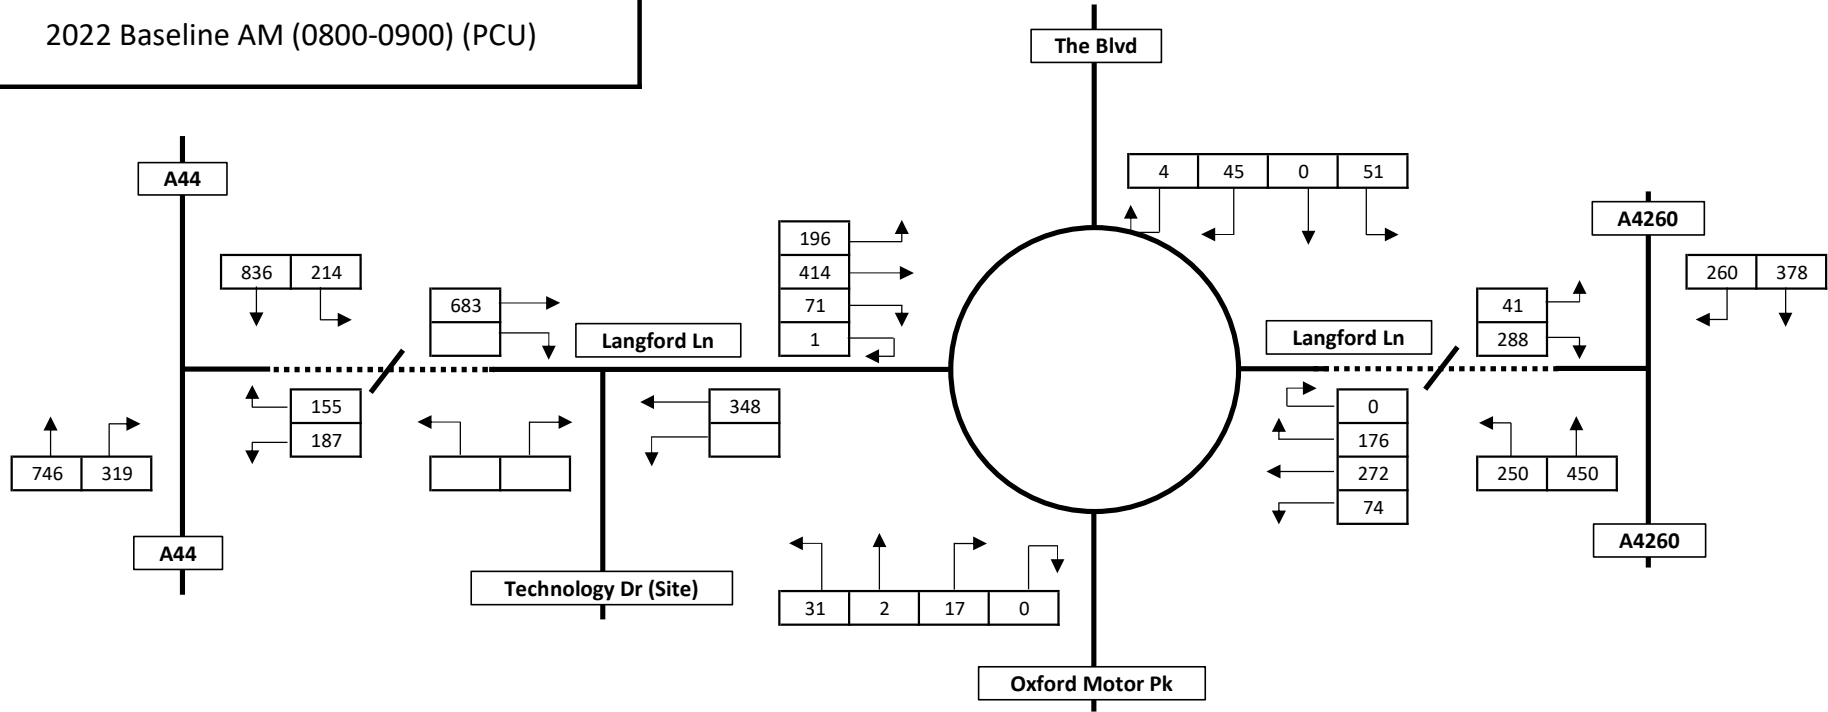 2022 Baseline AM (0800-0900) (PCU)
The Blvd
A44
4 45 0 51
A4260
196
414
71
1
836 214
260 378
683
41
288
Langford Ln
Langford Ln
155
187
348
0
176
272
74
746 319
250 450
A44
A4260
Technology Dr (Site)
31 2 17 0
Oxford Motor Pk